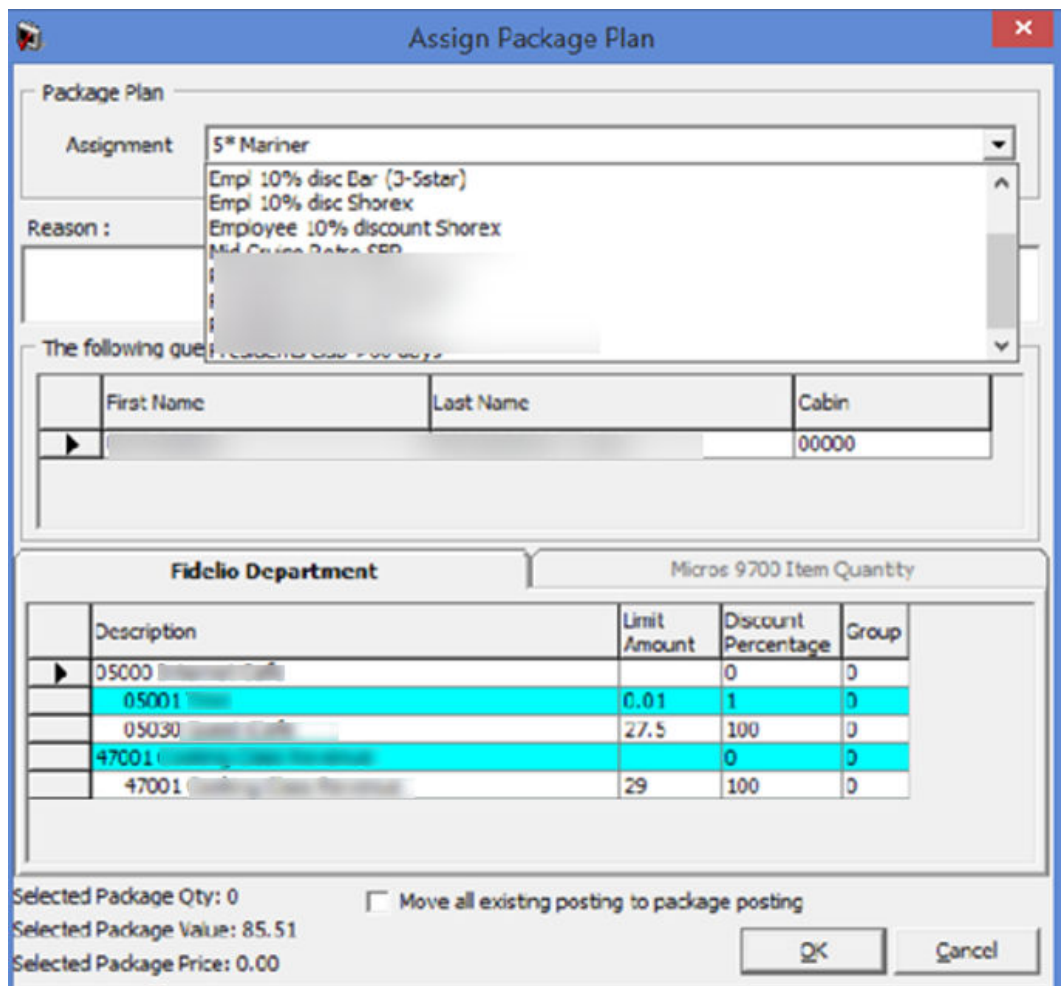 Assign Package Plan
Package Plan
Assignment 5* Mariner
Empl 10% disc Bar (3-5star)
Empl 10% disc Shorex
Reason :
Employee 10% discount Shorex
Mid Cruise Retro
The following
days
First Name Last Name Cabin
00000
Fidelio Department Micros 9700 Item Quantity
Description Limit Amount Discount Percentage Group
05000 0 0
05001 0.01 1 0
05030 27.5 100 0
47001 0 0
47001 29 100 0
Selected Package Qty: 0 Move all existing posting to package posting
Selected Package Value: 85.51
Selected Package Price: 0.00
OK Cancel